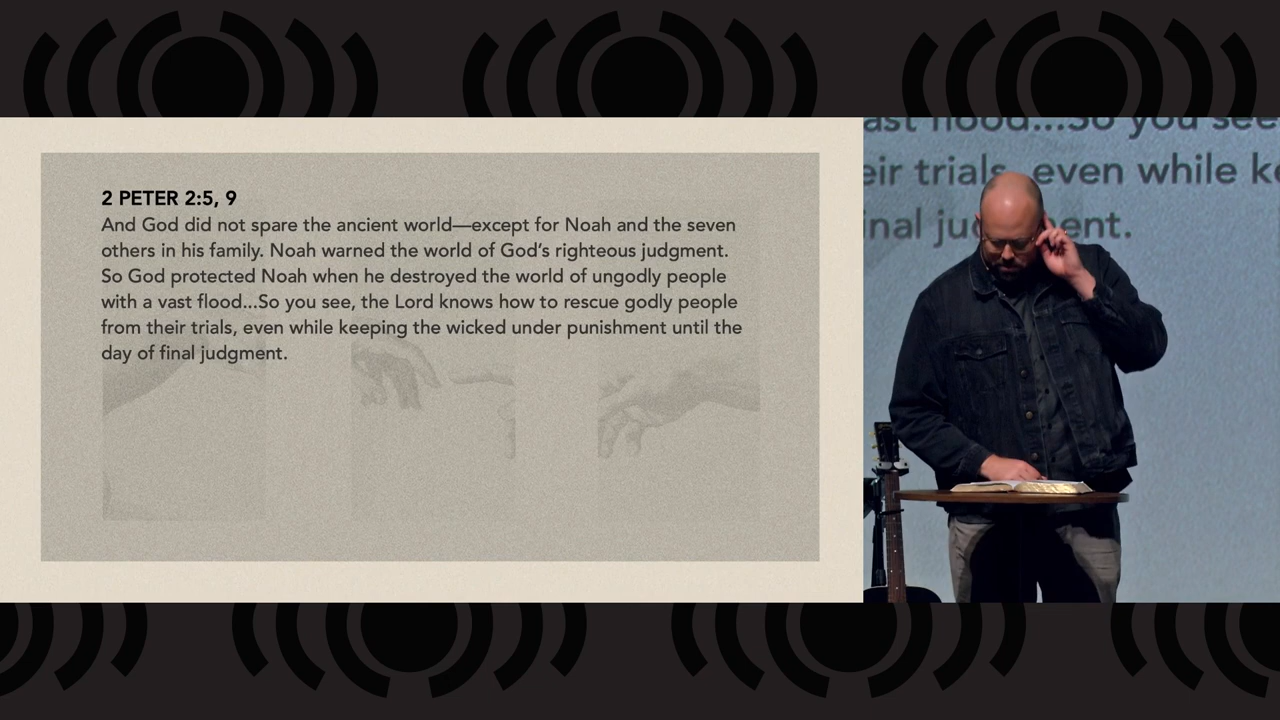 2 PETER 2:5, 9
And God did not spare the ancient world—except for Noah and the seven
others in his family. Noah warned the world of God's righteous judgment.
So God protected Noah when he destroyed the world of ungodly people
with a vast flood...So you see, the Lord knows how to rescue godly people
from their trials, even while keeping the wicked under punishment until the
day of final judgment.
ast flood...So you see
eir trials, even while ke
inal jud ent.